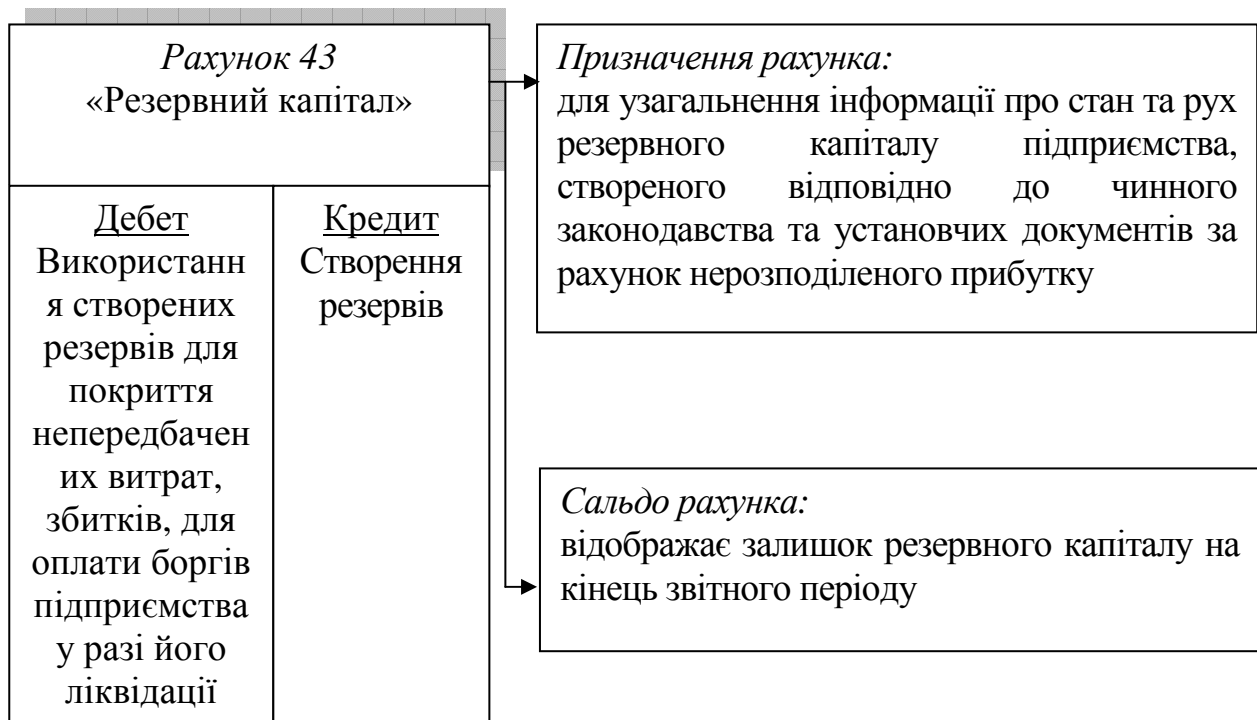 Рахунок 43
«Резервний капітал»
Дебет
Використанн
я створених
резервів для
покриття
непередбачен
их витрат,
збитків, для
оплати боргів
підприємства
у разі його
ліквідації
Кредит
Створення
резервів
Призначення рахунка:
для узагальнення інформації про стан та рух
резервного капіталу підприємства,
створеного відповідно до чинного
законодавства та установчих документів за
рахунок нерозподіленого прибутку
Сальдо рахунка:
відображає залишок резервного капіталу на
кінець звітного періоду